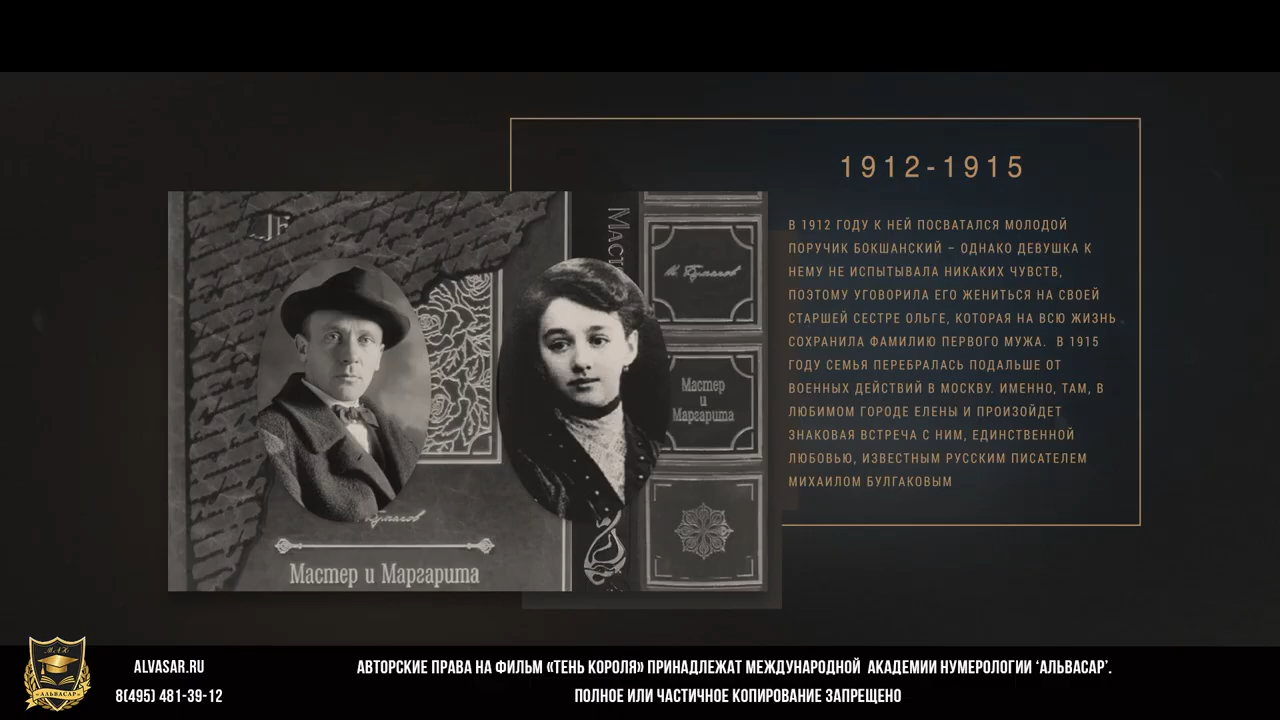 1912-1915
В 1912 ГОДУ К НЕЙ ПОСВАТАЛСЯ МОЛОДОЙ
ПОРУЧИК БОКШАНСКИЙ – ОДНАКО ДЕВУШКА К
НЕМУ НЕ ИСПЫТЫВАЛА НИКАКИХ ЧУВСТВ,
ПОЭТОМУ УГОВОРИЛА ЕГО ЖЕНИТЬСЯ НА СВОЕЙ
СТАРШЕЙ СЕСТРЕ ОЛЬГЕ, КОТОРАЯ НА ВСЮ ЖИЗНЬ
СОХРАНИЛА ФАМИЛИЮ ПЕРВОГО МУЖА. В 1915
ГОДУ СЕМЬЯ ПЕРЕБРАЛАСЬ ПОДАЛЬШЕ ОТ
ВОЕННЫХ ДЕЙСТВИЙ В МОСКВУ. ИМЕННО, ТАМ, В
ЛЮБИМОМ ГОРОДЕ ЕЛЕНЫ И ПРОИЗОЙДЕТ
ЗНАКОВАЯ ВСТРЕЧА С НИМ, ЕДИНСТВЕННОЙ
ЛЮБОВЬЮ, ИЗВЕСТНЫМ РУССКИМ ПИСАТЕЛЕМ
МИХАИЛОМ БУЛГАКОВЫМ
М. Булгаков
Мастер
и
Маргарита
Мастер и Маргарита
МАК
АЛЬВАСАР
ALVASAR.RU
8(495) 481-39-12
АВТОРСКИЕ ПРАВА НА ФИЛЬМ «ТЕНЬ КОРОЛЯ» ПРИНАДЛЕЖАТ МЕЖДУНАРОДНОЙ АКАДЕМИИ НУМЕРОЛОГИИ ‘АЛЬВАСАР’.
ПОЛНОЕ ИЛИ ЧАСТИЧНОЕ КОПИРОВАНИЕ ЗАПРЕЩЕНО